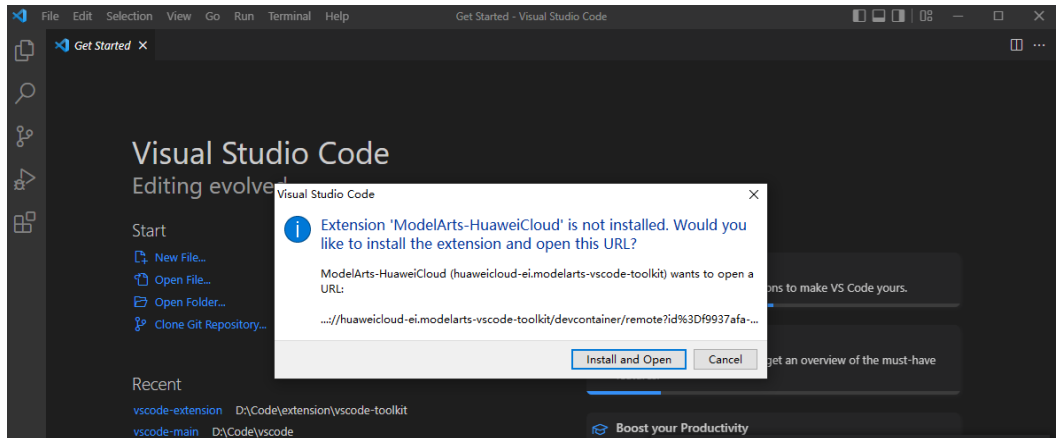 File Edit Selection View Go Run Terminal Help Get Started - Visual Studio Code
Get Started
Visual Studio Code
Editing evolve
Start
New File...
Open File...
Open Folder...
Clone Git Repository...
Recent
vscode-extension D:\Code\extension\vscode-toolkit
vscode-main D:\Code\vscode
Visual Studio Code
Extension 'ModelArts-HuaweiCloud' is not installed. Would you
like to install the extension and open this URL?
ModelArts-HuaweiCloud (huaweicloud-ei.modelarts-vscode-toolkit) wants to open a
URL:
...://huaweicloud-ei.modelarts-vscode-toolkit/devcontainer/remote?id%3Df9937afa-...
Install and Open Cancel
ons to make VS Code yours.
get an overview of the must-have
Boost your Productivity